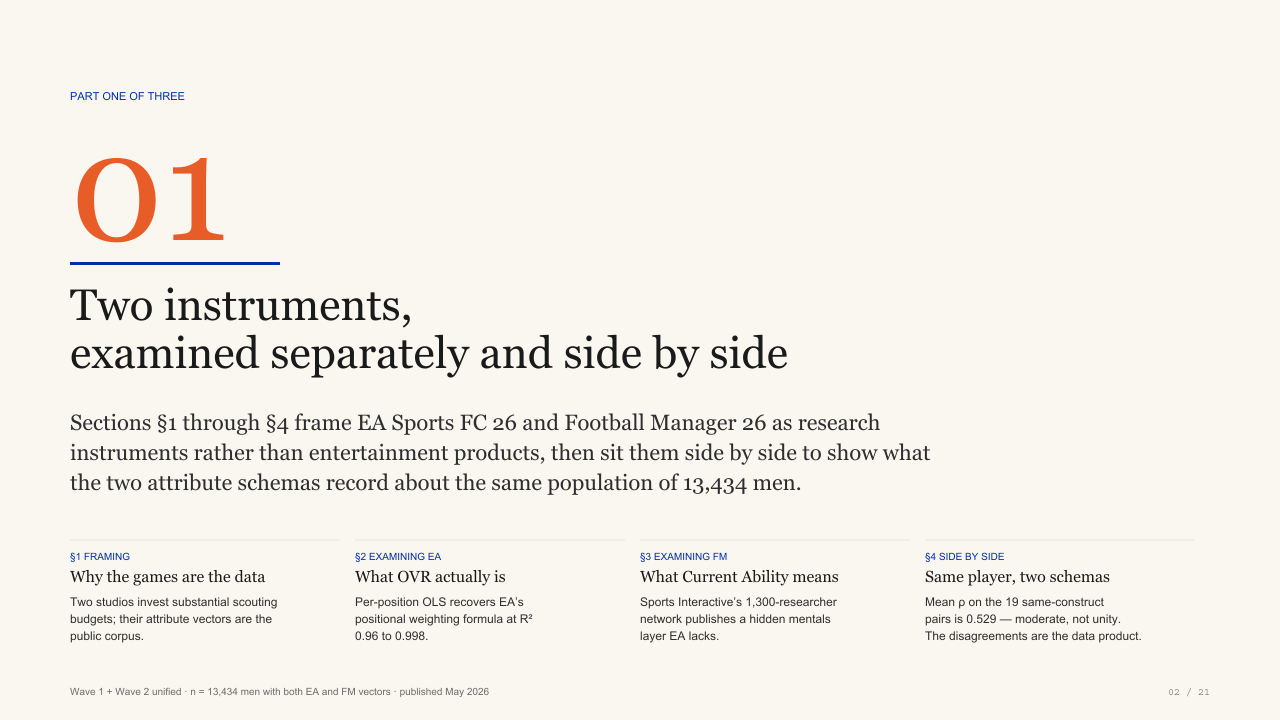 PART ONE OF THREE
01
Two instruments,
examined separately and side by side
Sections §1 through §4 frame EA Sports FC 26 and Football Manager 26 as research
instruments rather than entertainment products, then sit them side by side to show what
the two attribute schemas record about the same population of 13,434 men.
§1 FRAMING
Why the games are the data
Two studios invest substantial scouting
budgets; their attribute vectors are the
public corpus.
§2 EXAMINING EA
What OVR actually is
Per-position OLS recovers EA’s
positional weighting formula at R²
0.96 to 0.998.
§3 EXAMINING FM
What Current Ability means
Sports Interactive’s 1,300-researcher
network publishes a hidden mentals
layer EA lacks.
§4 SIDE BY SIDE
Same player, two schemas
Mean ρ on the 19 same-construct
pairs is 0.529 — moderate, not unity.
The disagreements are the data product.
Wave 1 + Wave 2 unified · n = 13,434 men with both EA and FM vectors · published May 2026
02 / 21